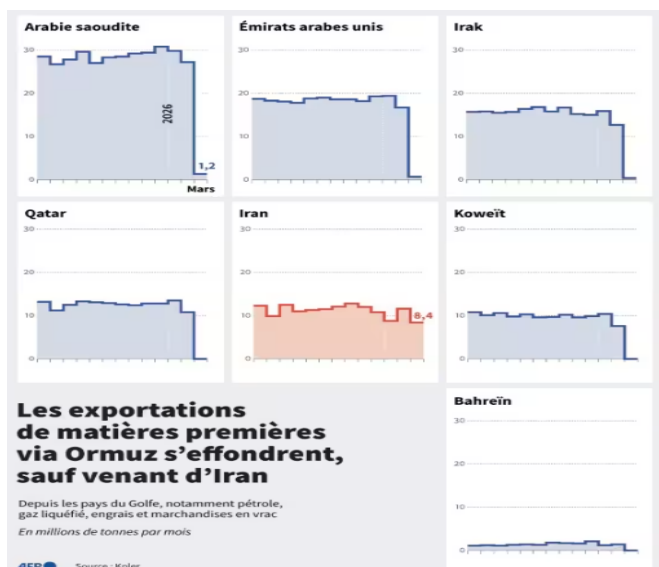 Arabie saoudite
30
20
10
0
2026
1,2
Mars
Émirats arabes unis
30
20
10
0
Irak
30
20
10
0
Qatar
30
20
10
0
Iran
30
20
10
0
8,4
Koweït
30
20
10
0
Les exportations
de matières premières
via Ormuz s’effondrent,
sauf venant d’Iran
Depuis les pays du Golfe, notamment pétrole,
gaz liquéfié, engrais et marchandises en vrac
En millions de tonnes par mois
AFP Source : Kpler
Bahreïn
30
20
10
0